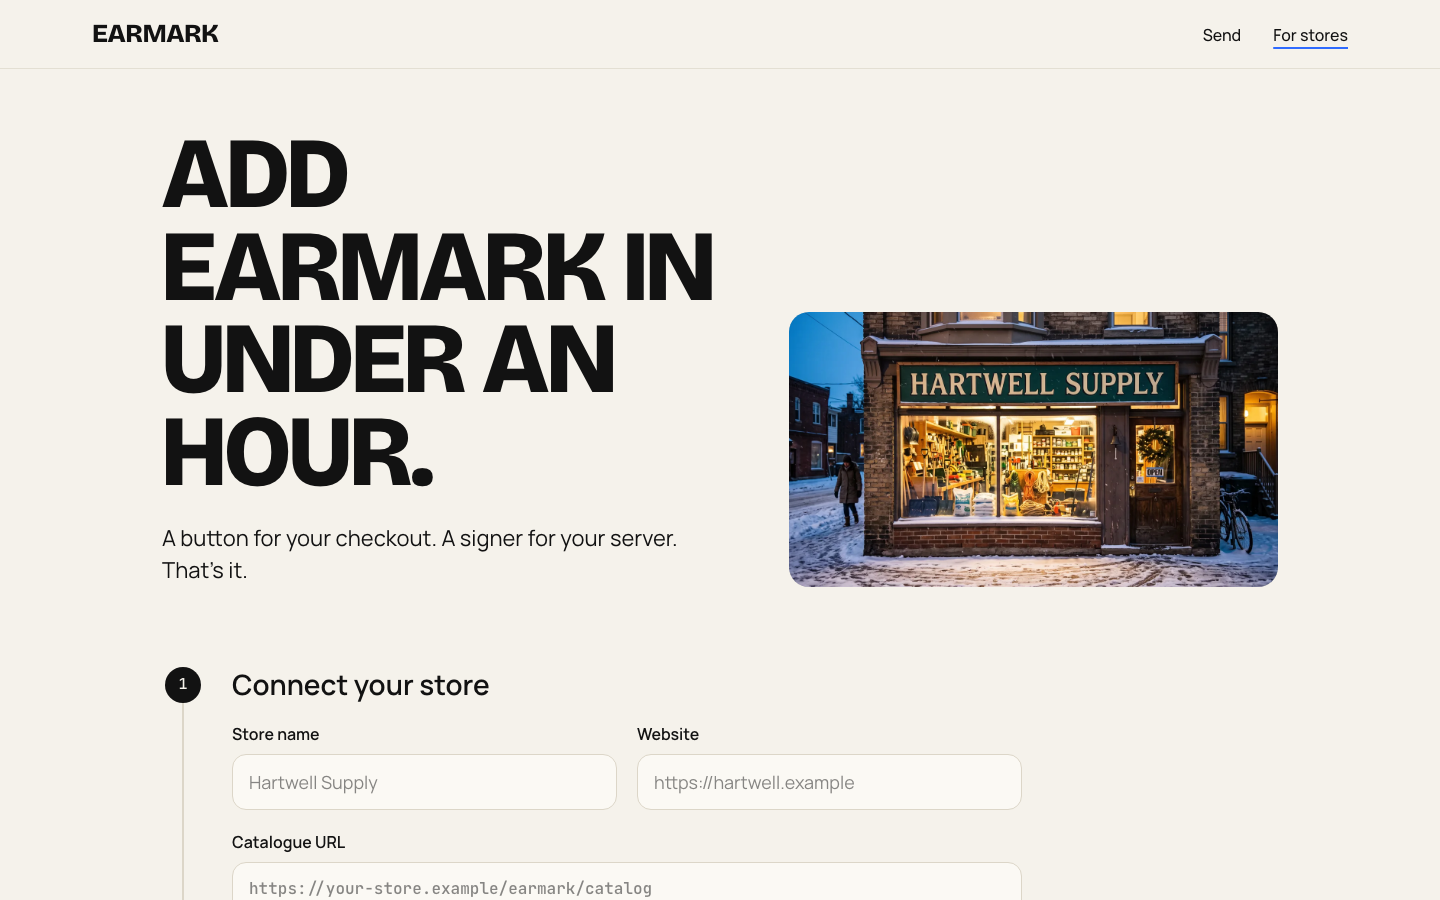 EARMARK
Send
For stores
ADD
EARMARK IN
UNDER AN
HOUR.
A button for your checkout. A signer for your server.
That’s it.
HARTWELL SUPPLY
OPEN
1
Connect your store
Store name
Website
Hartwell Supply
https://hartwell.example
Catalogue URL
https://your-store.example/earmark/catalog